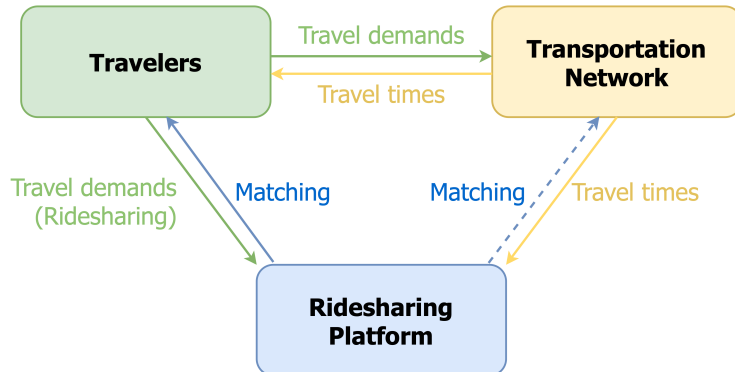 Travelers
Travel demands
Travel times
Transportation
Network
Travel demands
(Ridesharing)
Matching
Matching
Travel times
Ridesharing
Platform